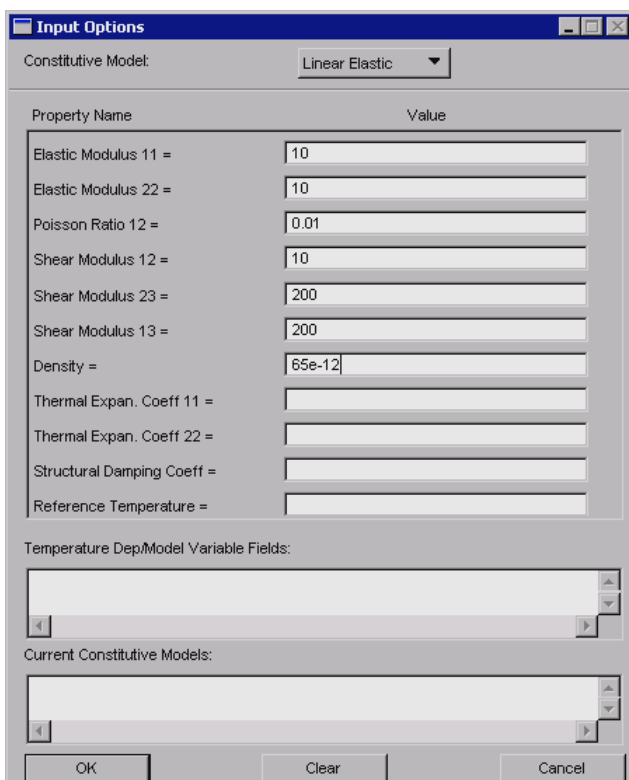 Input Options
Constitutive Model: Linear Elastic
Property Name Value
Elastic Modulus 11 = 10
Elastic Modulus 22 = 10
Poisson Ratio 12 = 0.01
Shear Modulus 12 = 10
Shear Modulus 23 = 200
Shear Modulus 13 = 200
Density = 65e-12
Thermal Expan. Coeff 11 =
Thermal Expan. Coeff 22 =
Structural Damping Coeff =
Reference Temperature =
Temperature Dep/Model Variable Fields:
Current Constitutive Models:
OK Clear Cancel